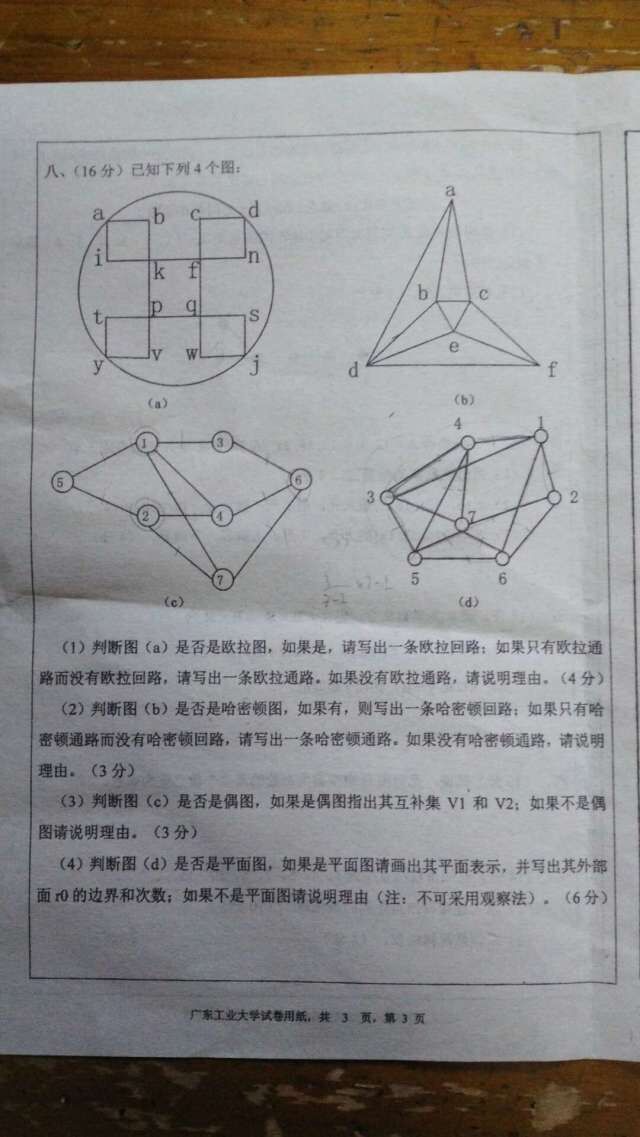 八、（16 分）已知下列 4 个图：
a b c d
i k f n
t p q s
y v w j
（a）
a
b c
d e f
（b）
1 3
5 6
2 4
7
（c）
4 1
3 2
7
5 6
（d）
（1）判断图（a）是否是欧拉图，如果是，请写出一条欧拉回路；如果只有欧拉通
路而没有欧拉回路，请写出一条欧拉通路。如果没有欧拉通路，请说明理由。（4 分）
（2）判断图（b）是否是哈密顿图，如果有，则写出一条哈密顿回路；如果只有哈
密顿通路而没有哈密顿回路，请写出一条哈密顿通路。如果没有哈密顿通路，请说明
理由。（3 分）
（3）判断图（c）是否是偶图，如果是偶图指出其互补集 V1 和 V2；如果不是偶
图请说明理由。（3 分）
（4）判断图（d）是否是平面图，如果是平面图请画出其平面表示，并写出其外部
面 r0 的边界和次数；如果不是平面图请说明理由（注：不可采用观察法）。（6 分）
广东工业大学试卷用纸，共 3 页，第 3 页